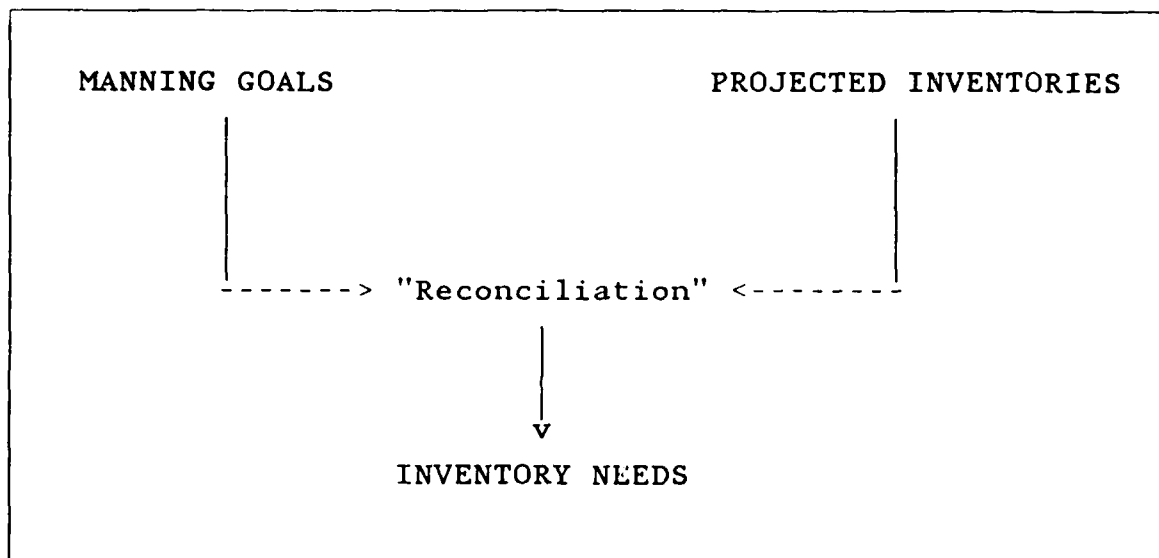 MANNING GOALS PROJECTED INVENTORIES
-------> "Reconciliation" <--------
v
INVENTORY NEEDS